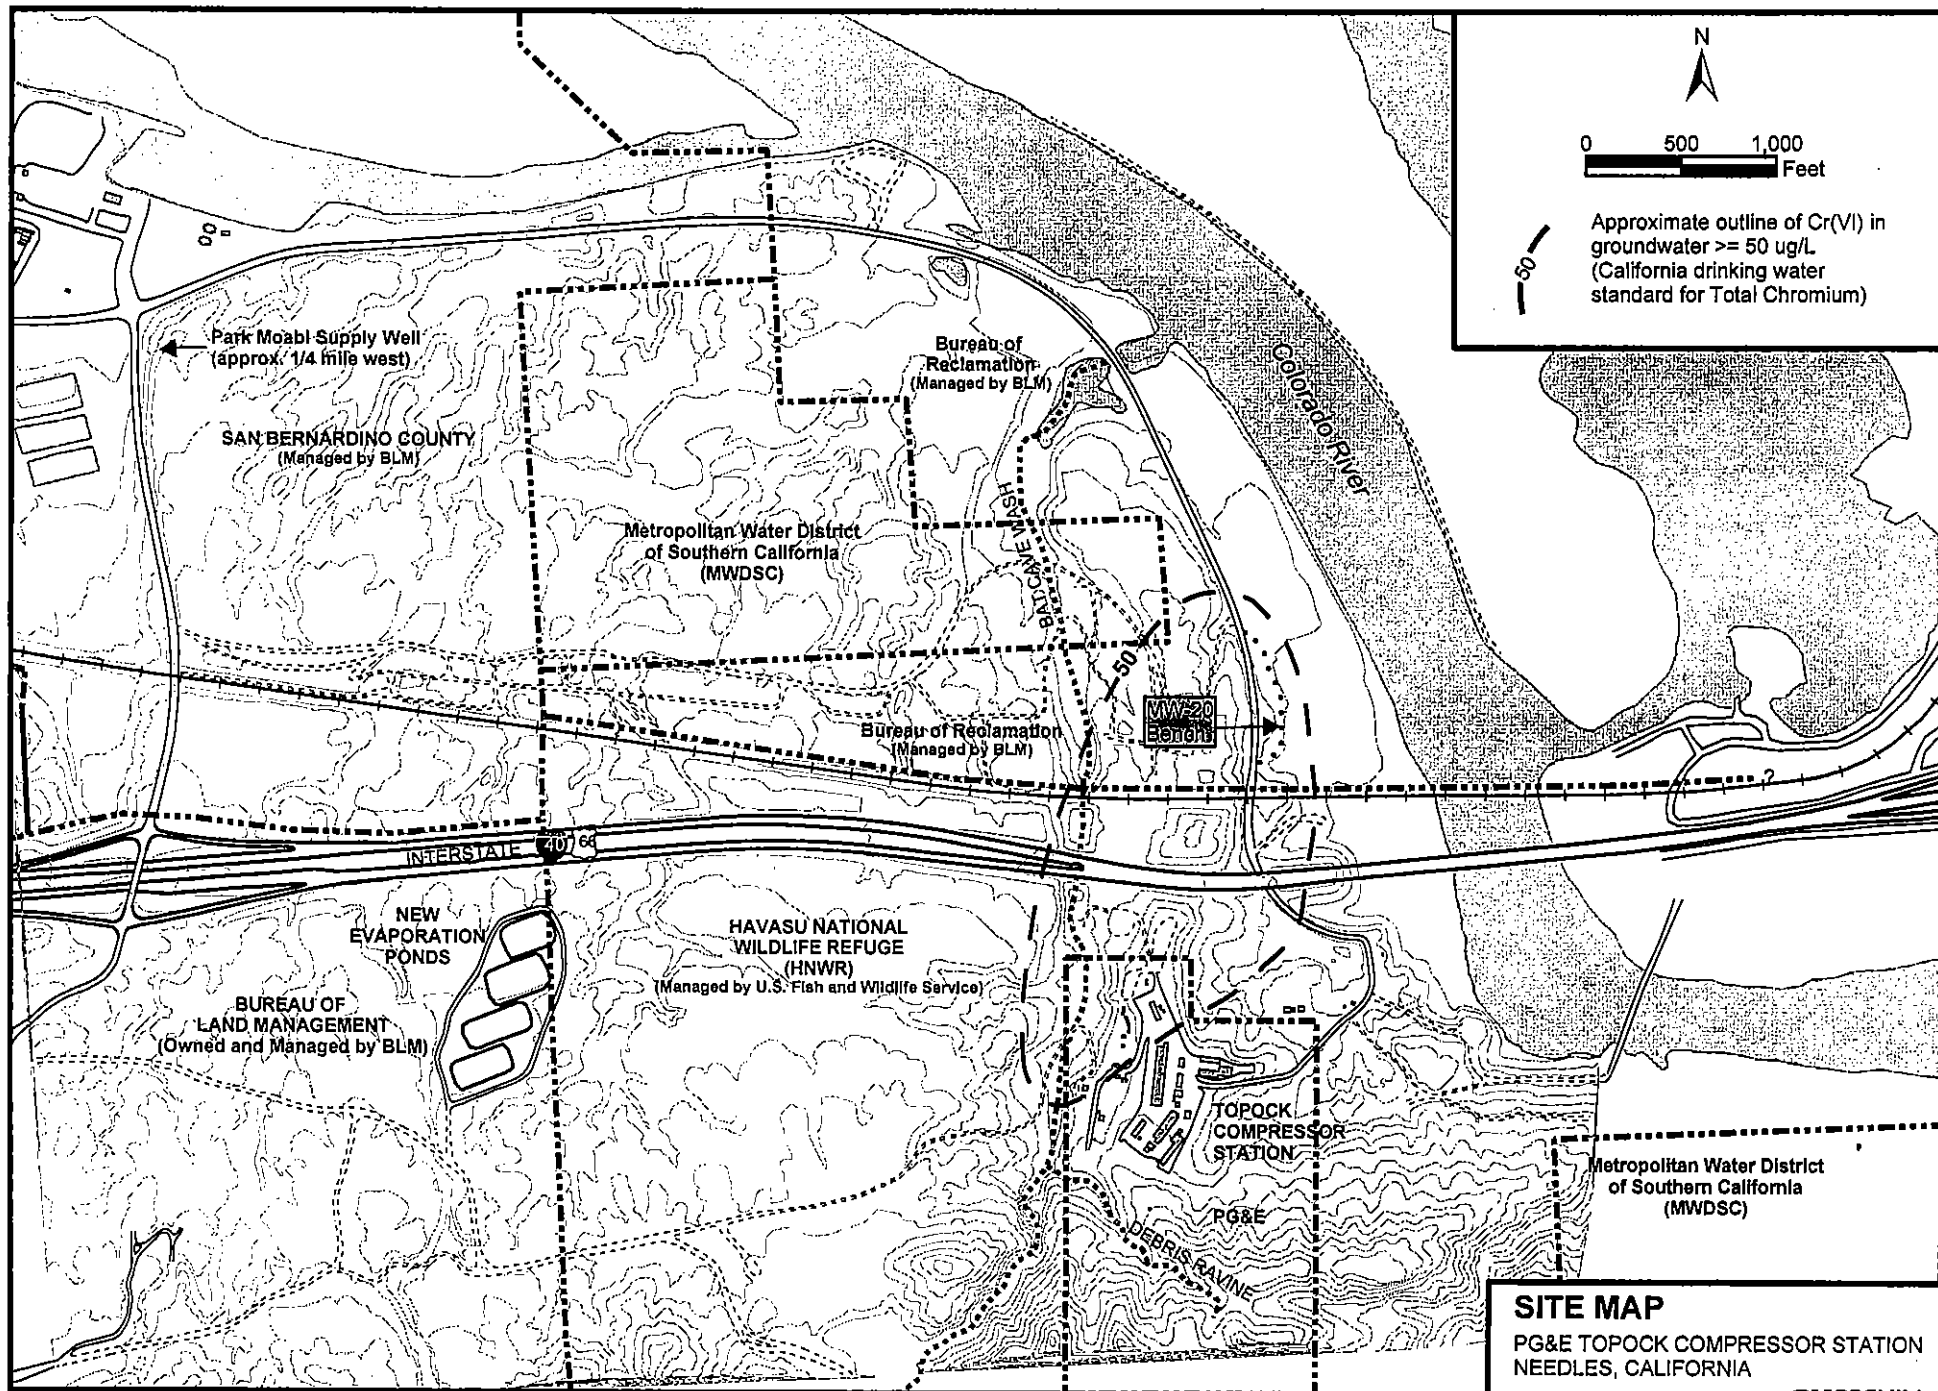 N
0 500 1,000
Feet
Approximate outline of Cr(VI) in
groundwater >= 50 ug/L
(California drinking water
standard for Total Chromium)
50
Park Moabi Supply Well
(approx. 1/4 mile west)
Bureau of
Reclamation
(Managed by BLM)
Colorado River
SAN BERNARDINO COUNTY
(Managed by BLM)
BAT CAVE WASH
Metropolitan Water District
of Southern California
(MWDSC)
50
MW-20
Bench
Bureau of Reclamation
(Managed by BLM)
?
INTERSTATE 40 66
NEW
EVAPORATION
PONDS
HAVASU NATIONAL
WILDLIFE REFUGE
(HNWR)
(Managed by U.S. Fish and Wildlife Service)
BUREAU OF
LAND MANAGEMENT
(Owned and Managed by BLM)
TOPOCK
COMPRESSOR
STATION
Metropolitan Water District
of Southern California
(MWDSC)
PG&E
DEBRIS RAVINE
SITE MAP
PG&E TOPOCK COMPRESSOR STATION
NEEDLES, CALIFORNIA